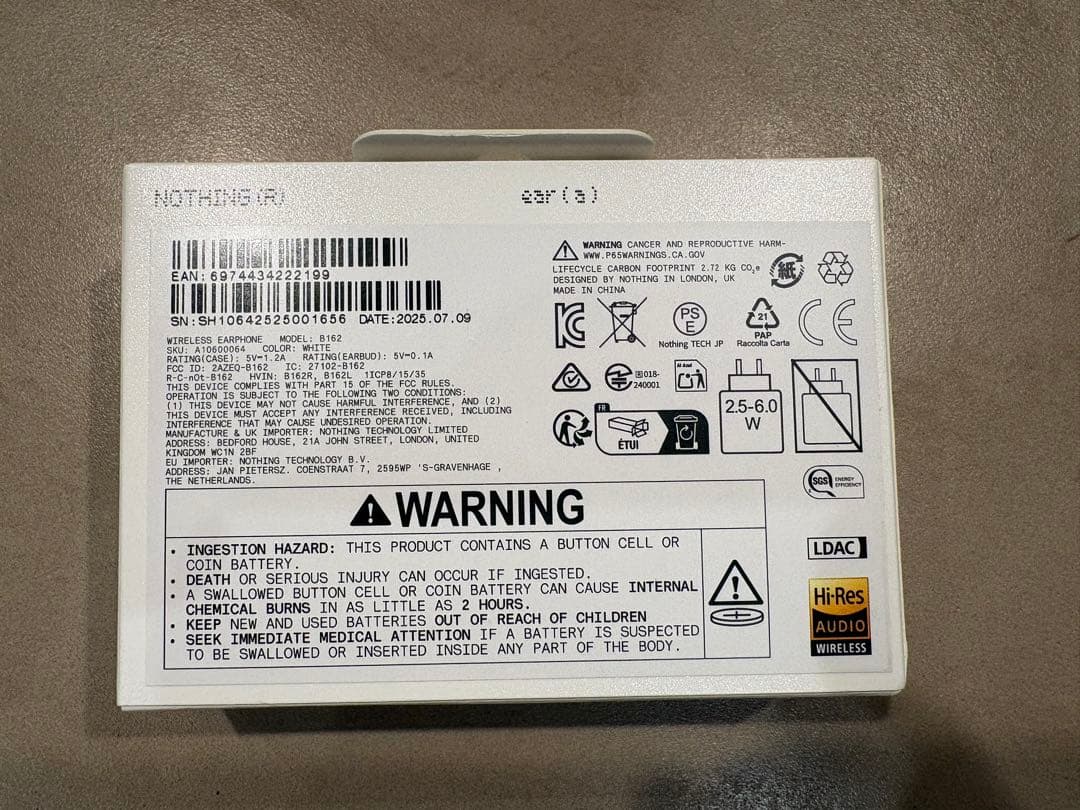 NOTHING(R)
ear (a)
EAN: 6974434222199
SN: SH10642525001656 DATE: 2025.07.09
WIRELESS EARPHONE MODEL: B162
SKU: A10600064 COLOR: WHITE
RATING(CASE): 5V⎓1.2A RATING(EARBUD): 5V⎓0.1A
FCC ID: 2AZEQ-B162 IC: 27102-B162
R-C-nOt-B162 HVIN: B162R, B162L 1ICP8/15/35
THIS DEVICE COMPLIES WITH PART 15 OF THE FCC RULES.
OPERATION IS SUBJECT TO THE FOLLOWING TWO CONDITIONS:
(1) THIS DEVICE MAY NOT CAUSE HARMFUL INTERFERENCE, AND (2)
THIS DEVICE MUST ACCEPT ANY INTERFERENCE RECEIVED, INCLUDING
INTERFERENCE THAT MAY CAUSE UNDESIRED OPERATION.
MANUFACTURE & UK IMPORTER: NOTHING TECHNOLOGY LIMITED
ADDRESS: BEDFORD HOUSE, 21A JOHN STREET, LONDON, UNITED
KINGDOM WC1N 2BF
EU IMPORTER: NOTHING TECHNOLOGY B.V.
ADDRESS: JAN PIETERSZ. COENSTRAAT 7, 2595WP 'S-GRAVENHAGE ,
THE NETHERLANDS.
WARNING CANCER AND REPRODUCTIVE HARM-
WWW.P65WARNINGS.CA.GOV
LIFECYCLE CARBON FOOTPRINT 2.72 KG CO₂e
DESIGNED BY NOTHING IN LONDON, UK
MADE IN CHINA
紙
PS
E
Nothing TECH JP
21
PAP
Raccolta Carta
CE
018-
240001
FR
ÉTUI
2.5-6.0
W
SGS ENERGY
EFFICIENCY
LDAC
Hi-Res
AUDIO
WIRELESS
WARNING
• INGESTION HAZARD: THIS PRODUCT CONTAINS A BUTTON CELL OR
COIN BATTERY.
• DEATH OR SERIOUS INJURY CAN OCCUR IF INGESTED.
• A SWALLOWED BUTTON CELL OR COIN BATTERY CAN CAUSE INTERNAL
CHEMICAL BURNS IN AS LITTLE AS 2 HOURS.
• KEEP NEW AND USED BATTERIES OUT OF REACH OF CHILDREN
• SEEK IMMEDIATE MEDICAL ATTENTION IF A BATTERY IS SUSPECTED
TO BE SWALLOWED OR INSERTED INSIDE ANY PART OF THE BODY.